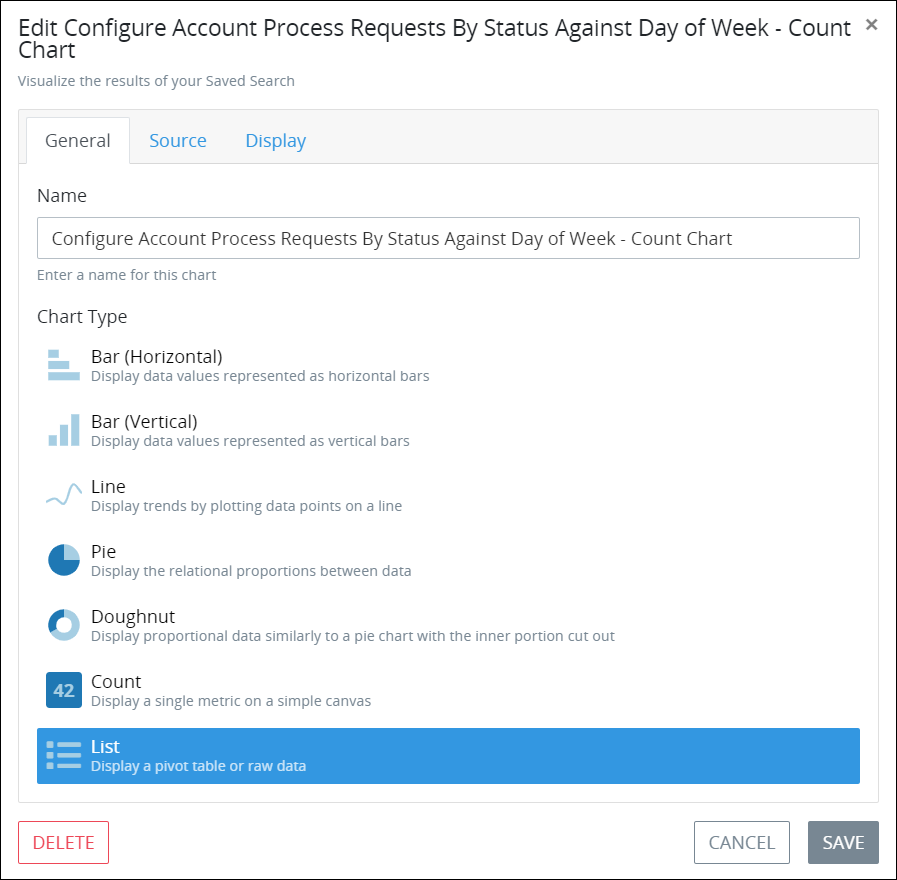 Edit Configure Account Process Requests By Status Against Day of Week - Count
Chart
×
Visualize the results of your Saved Search
General Source Display
Name
Configure Account Process Requests By Status Against Day of Week - Count Chart
Enter a name for this chart
Chart Type
Bar (Horizontal)
Display data values represented as horizontal bars
Bar (Vertical)
Display data values represented as vertical bars
Line
Display trends by plotting data points on a line
Pie
Display the relational proportions between data
Doughnut
Display proportional data similarly to a pie chart with the inner portion cut out
42
Count
Display a single metric on a simple canvas
List
Display a pivot table or raw data
DELETE CANCEL SAVE